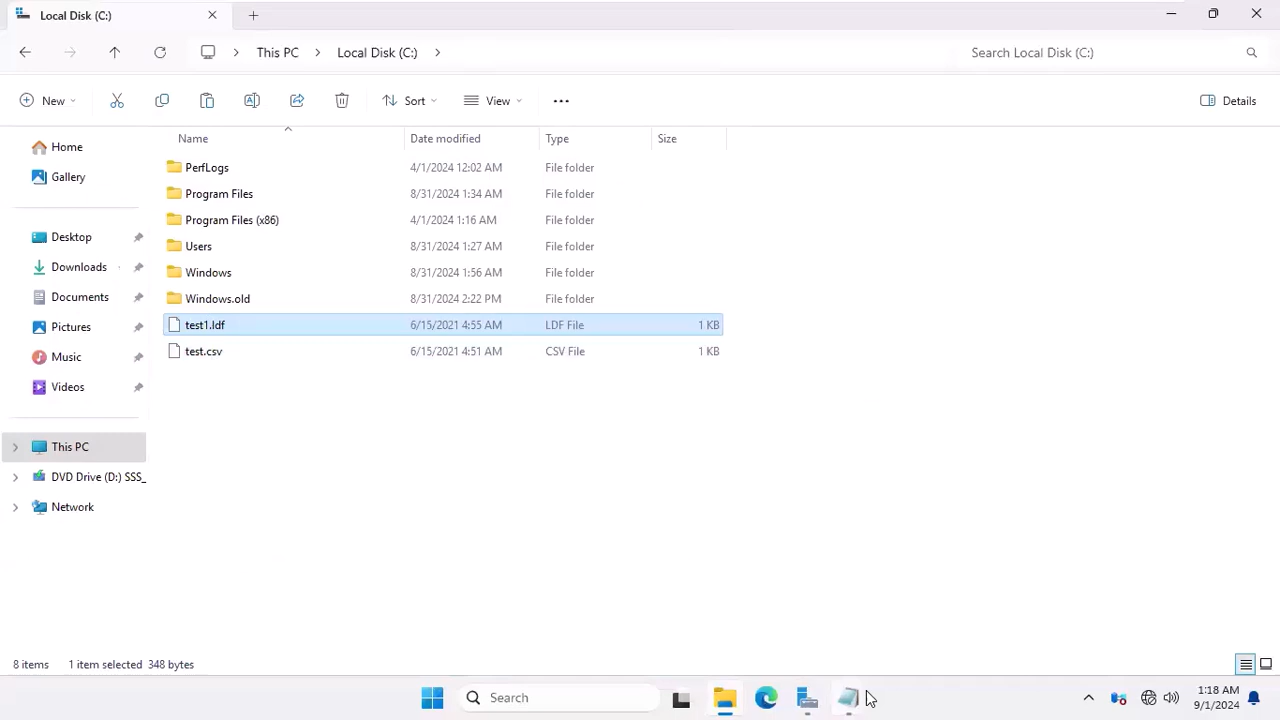 Local Disk (C:)
This PC > Local Disk (C:) >
Search Local Disk (C:)
New
Sort
View
Details
Name Date modified Type Size
Home
Gallery
Desktop
Downloads
Documents
Pictures
Music
Videos
This PC
DVD Drive (D:) SSS_
Network
PerfLogs 4/1/2024 12:02 AM File folder
Program Files 8/31/2024 1:34 AM File folder
Program Files (x86) 4/1/2024 1:16 AM File folder
Users 8/31/2024 1:27 AM File folder
Windows 8/31/2024 1:56 AM File folder
Windows.old 8/31/2024 2:22 PM File folder
test1.ldf 6/15/2021 4:55 AM LDF File 1 KB
test.csv 6/15/2021 4:51 AM CSV File 1 KB
8 items 1 item selected 348 bytes
Search
1:18 AM
9/1/2024